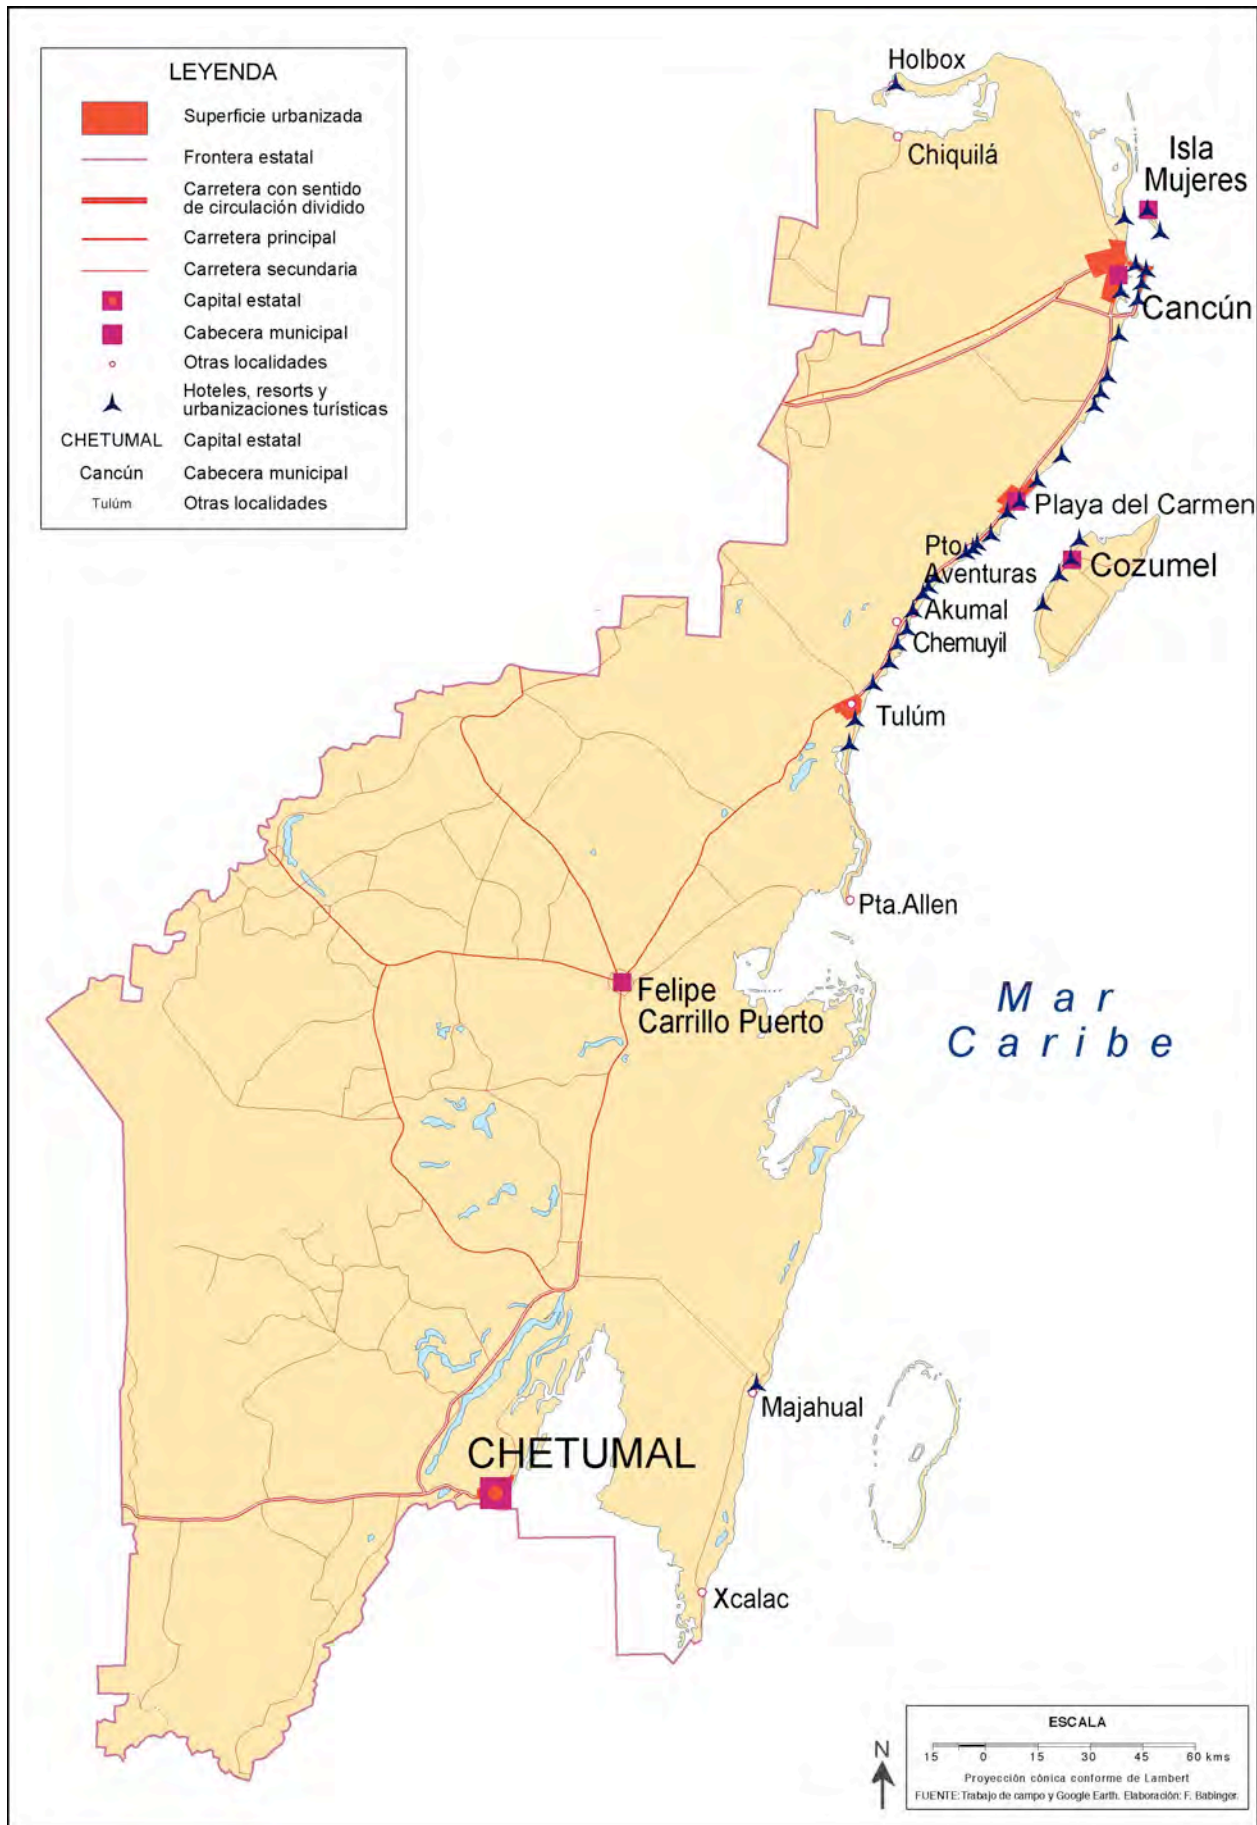 LEYENDA
Superficie urbanizada
Frontera estatal
Carretera con sentido
de circulación dividido
Carretera principal
Carretera secundaria
Capital estatal
Cabecera municipal
Otras localidades
Hoteles, resorts y
urbanizaciones turísticas
CHETUMAL Capital estatal
Cancún Cabecera municipal
Tulúm Otras localidades
Holbox
Chiquilá
Isla
Mujeres
Cancún
Playa del Carmen
Pto
Aventuras
Cozumel
Akumal
Chemuyil
Tulúm
Pta.Allen
Felipe
Carrillo Puerto
Mar
Caribe
Majahual
CHETUMAL
Xcalac
N
ESCALA
15 0 15 30 45 60 kms
Proyección cónica conforme de Lambert
FUENTE: Trabajo de campo y Google Earth. Elaboración: F. Babinger.